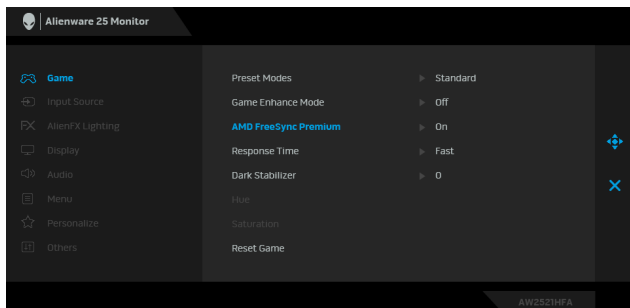 Alienware 25 Monitor
Game
Input Source
AlienFX Lighting
Display
Audio
Menu
Personalize
Others
Preset Modes Standard
Game Enhance Mode Off
AMD FreeSync Premium On
Response Time Fast
Dark Stabilizer 0
Hue
Saturation
Reset Game
AW2521HFA